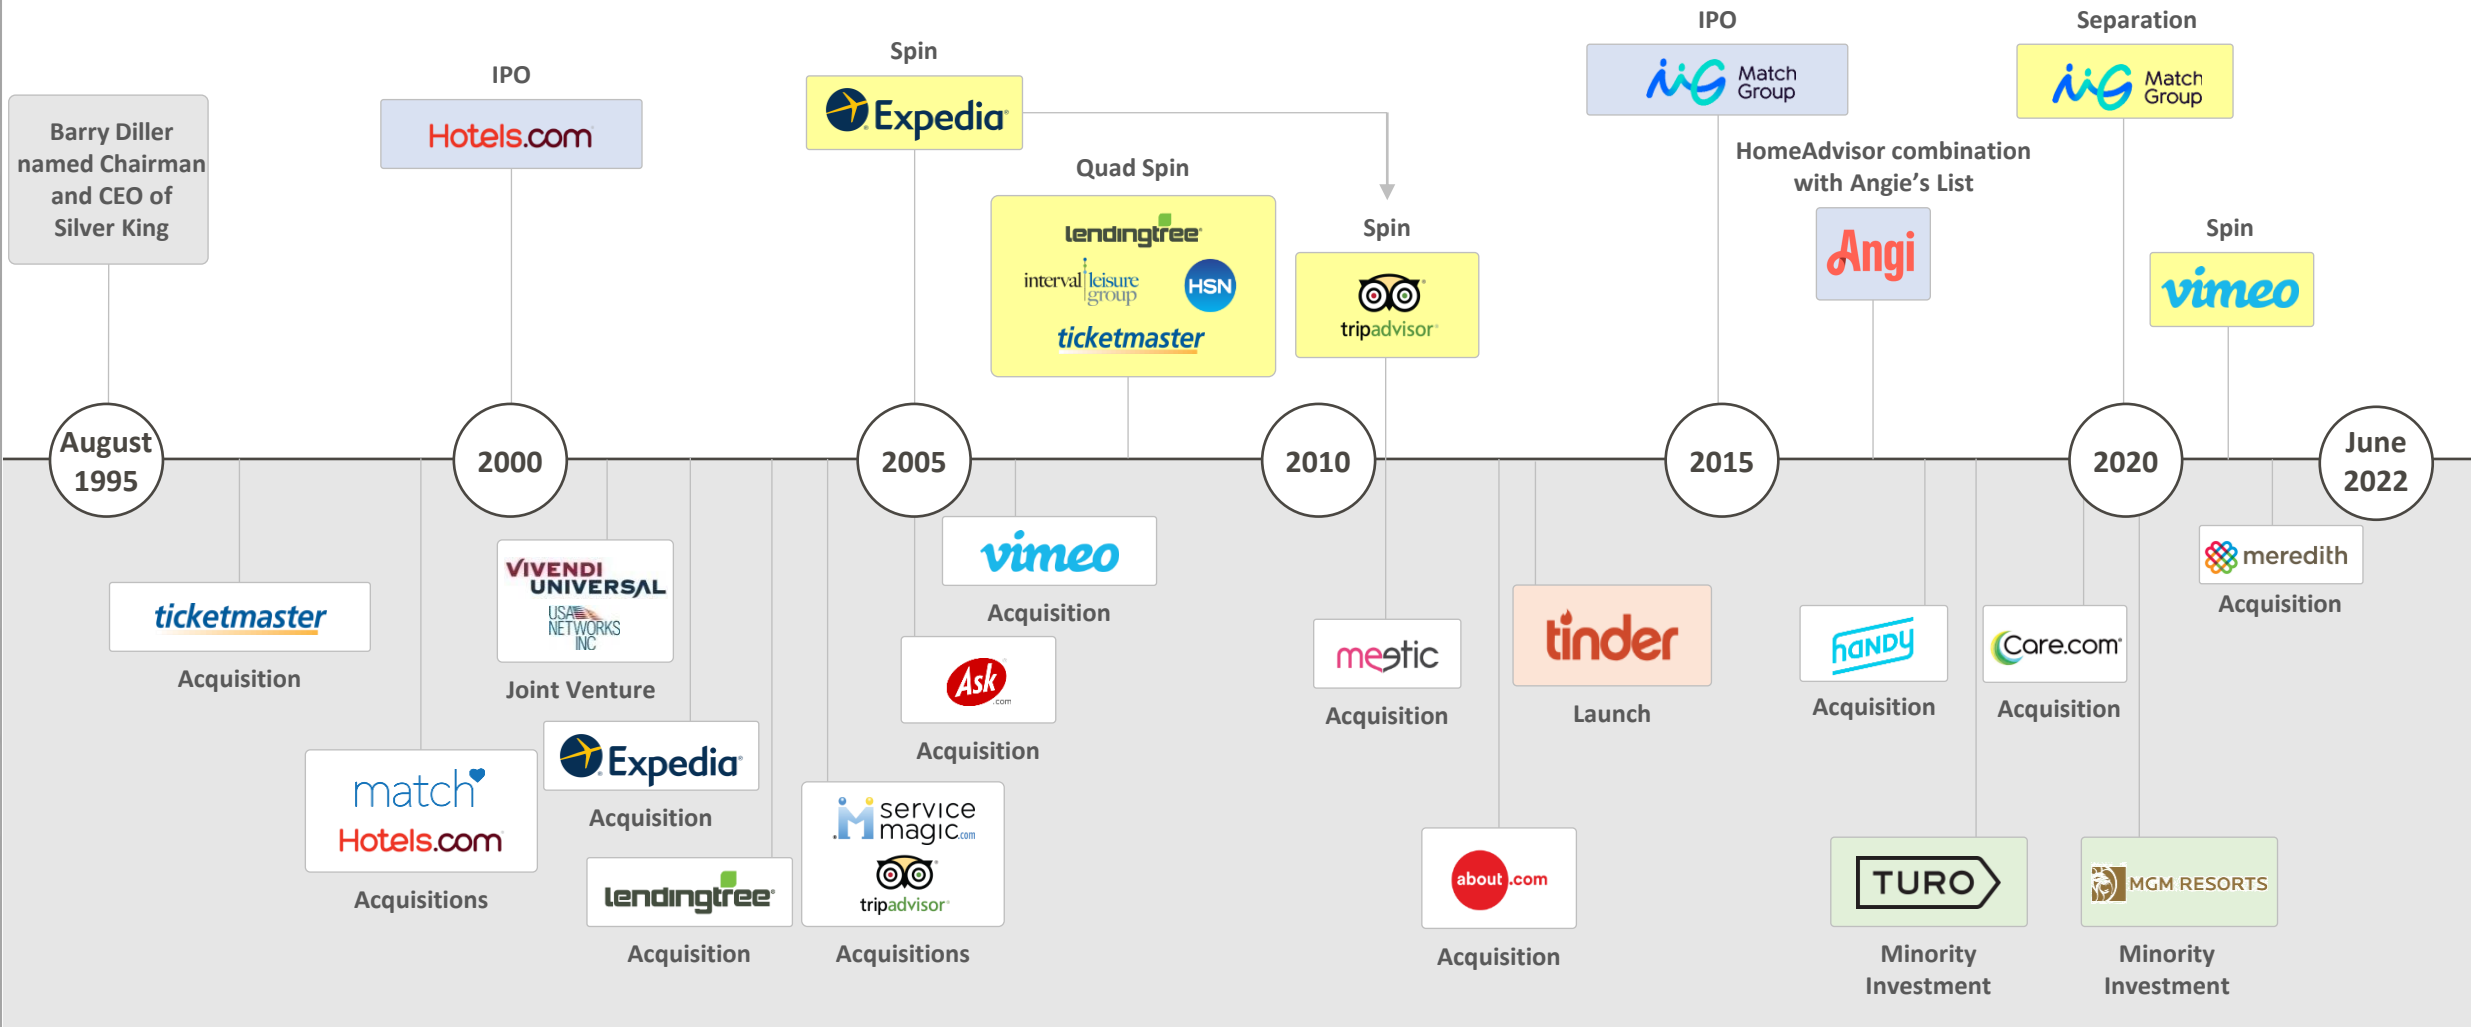 Barry Diller
named Chairman
and CEO of
Silver King
IPO
Hotels.com
Spin
Expedia
Quad Spin
lendingtree
interval leisure
group
HSN
ticketmaster
Spin
tripadvisor
IPO
Match
Group
HomeAdvisor combination
with Angie’s List
Angi
Separation
Match
Group
Spin
vimeo
August
1995
2000
2005
2010
2015
2020
June
2022
ticketmaster
Acquisition
match
Hotels.com
Acquisitions
VIVENDI
UNIVERSAL
USA
NETWORKS
INC
Joint Venture
Expedia
Acquisition
lendingtree
Acquisition
service
magic.com
tripadvisor
Acquisitions
vimeo
Acquisition
Ask
.com
Acquisition
meetic
Acquisition
about.com
Acquisition
tinder
Launch
HANDY
Acquisition
TURO
Minority
Investment
Care.com
Acquisition
MGM RESORTS
Minority
Investment
meredith
Acquisition